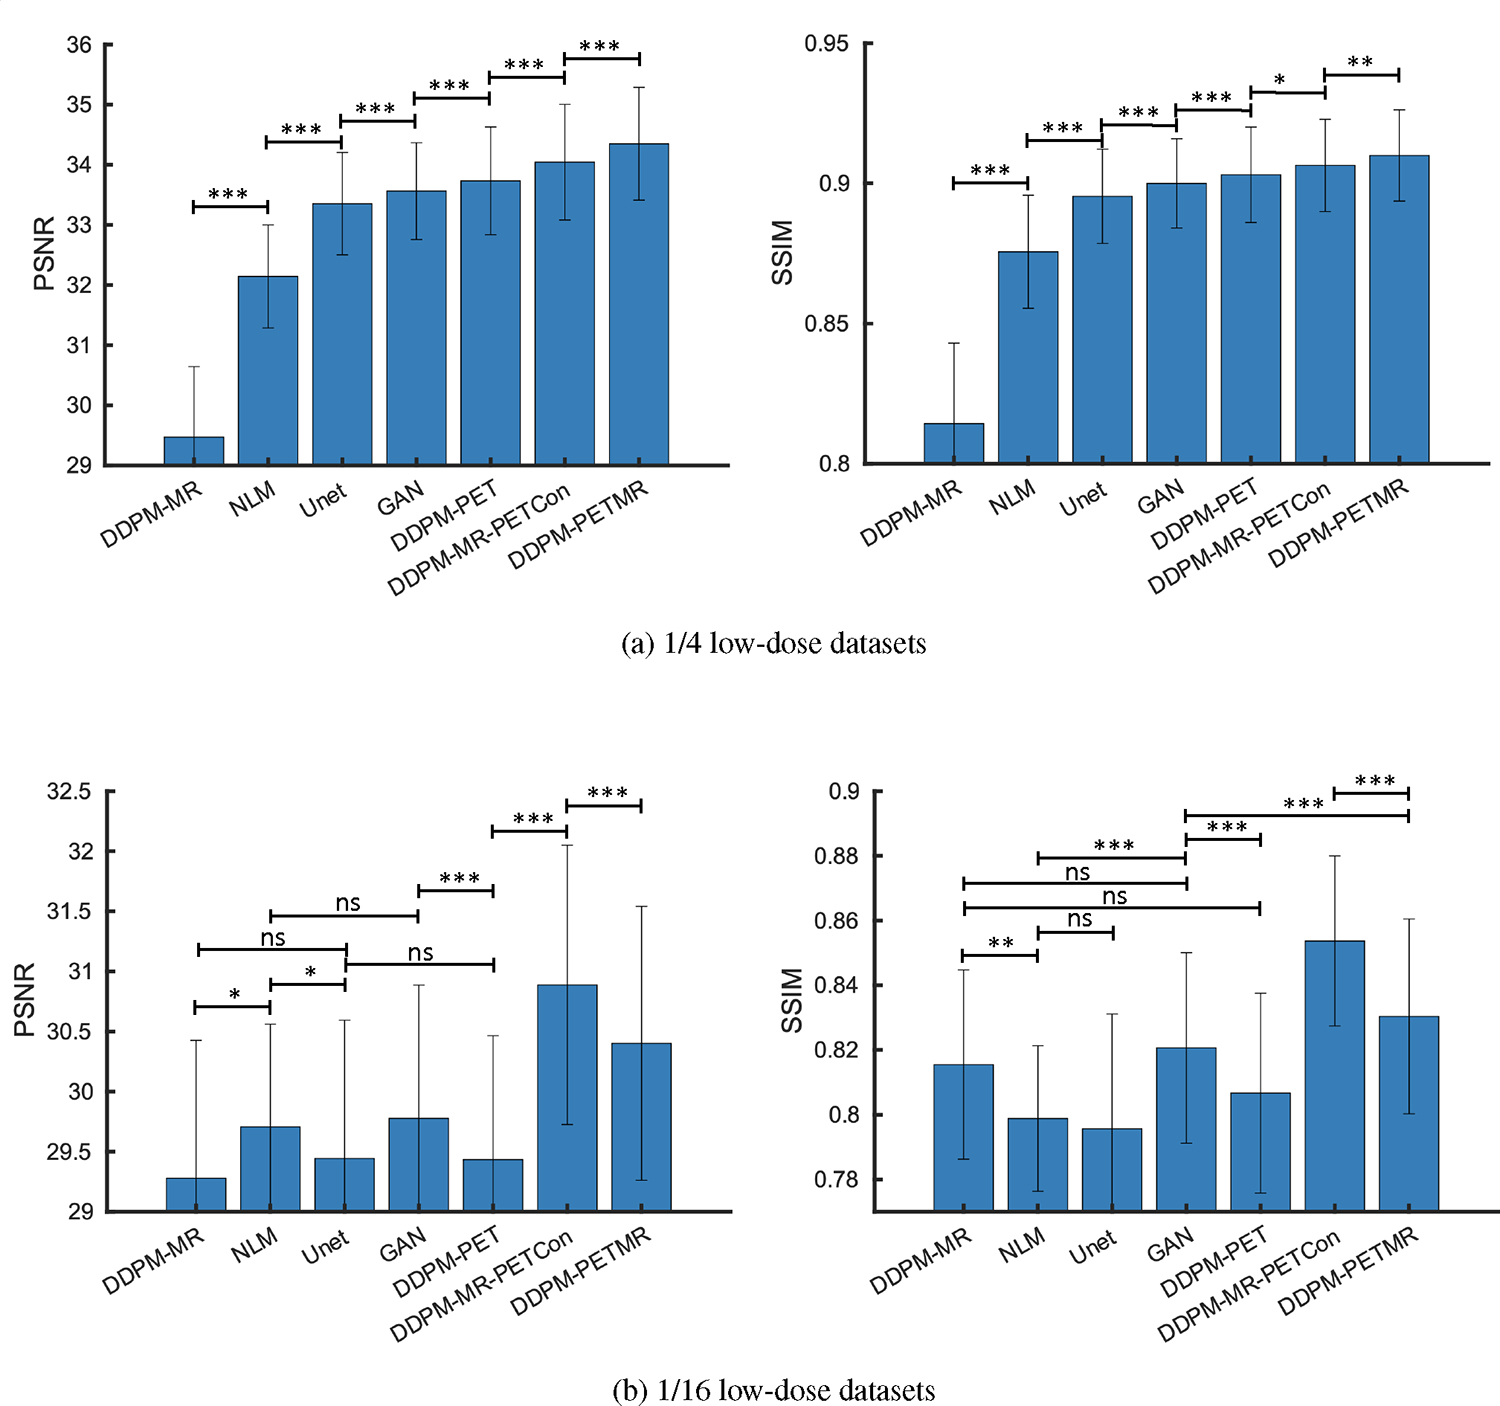 36
35
34
33
32
31
30
29
PSNR
***
***
***
***
***
***
DDPM-MR
NLM
Unet
GAN
DDPM-PET
DDPM-MR-PETCon
DDPM-PETMR
0.95
0.9
0.85
0.8
SSIM
***
***
***
***
*
**
DDPM-MR
NLM
Unet
GAN
DDPM-PET
DDPM-MR-PETCon
DDPM-PETMR
(a) 1/4 low-dose datasets
32.5
32
31.5
31
30.5
30
29.5
29
PSNR
***
***
***
ns
ns
ns
*
*
DDPM-MR
NLM
Unet
GAN
DDPM-PET
DDPM-MR-PETCon
DDPM-PETMR
0.9
0.88
0.86
0.84
0.82
0.8
0.78
SSIM
***
***
***
***
ns
ns
ns
**
DDPM-MR
NLM
Unet
GAN
DDPM-PET
DDPM-MR-PETCon
DDPM-PETMR
(b) 1/16 low-dose datasets